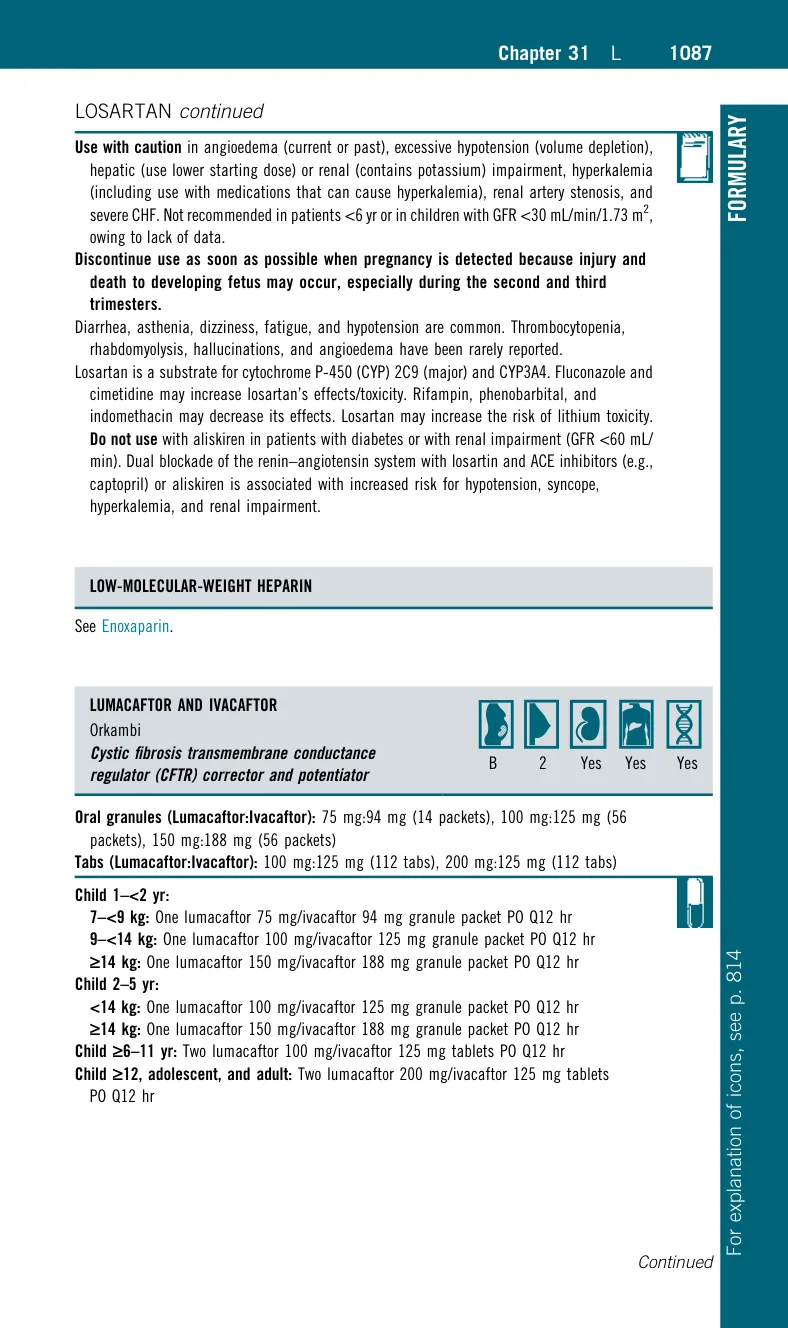 Chapter 31 L 1087
LOSARTAN continued
Use with caution in angioedema (current or past), excessive hypotension (volume depletion),
hepatic (use lower starting dose) or renal (contains potassium) impairment, hyperkalemia
(including use with medications that can cause hyperkalemia), renal artery stenosis, and
severe CHF. Not recommended in patients <6 yr or in children with GFR <30 mL/min/1.73 m²,
owing to lack of data.
Discontinue use as soon as possible when pregnancy is detected because injury and
death to developing fetus may occur, especially during the second and third
trimesters.
Diarrhea, asthenia, dizziness, fatigue, and hypotension are common. Thrombocytopenia,
rhabdomyolysis, hallucinations, and angioedema have been rarely reported.
Losartan is a substrate for cytochrome P-450 (CYP) 2C9 (major) and CYP3A4. Fluconazole and
cimetidine may increase losartan's effects/toxicity. Rifampin, phenobarbital, and
indomethacin may decrease its effects. Losartan may increase the risk of lithium toxicity.
Do not use with aliskiren in patients with diabetes or with renal impairment (GFR <60 mL/
min). Dual blockade of the renin–angiotensin system with losartin and ACE inhibitors (e.g.,
captopril) or aliskiren is associated with increased risk for hypotension, syncope,
hyperkalemia, and renal impairment.
LOW-MOLECULAR-WEIGHT HEPARIN
See Enoxaparin.
LUMACAFTOR AND IVACAFTOR
Orkambi
Cystic fibrosis transmembrane conductance
regulator (CFTR) corrector and potentiator
B 2 Yes Yes Yes
Oral granules (Lumacaftor:Ivacaftor): 75 mg:94 mg (14 packets), 100 mg:125 mg (56
packets), 150 mg:188 mg (56 packets)
Tabs (Lumacaftor:Ivacaftor): 100 mg:125 mg (112 tabs), 200 mg:125 mg (112 tabs)
Child 1–<2 yr:
7–<9 kg: One lumacaftor 75 mg/ivacaftor 94 mg granule packet PO Q12 hr
9–<14 kg: One lumacaftor 100 mg/ivacaftor 125 mg granule packet PO Q12 hr
≥14 kg: One lumacaftor 150 mg/ivacaftor 188 mg granule packet PO Q12 hr
Child 2–5 yr:
<14 kg: One lumacaftor 100 mg/ivacaftor 125 mg granule packet PO Q12 hr
≥14 kg: One lumacaftor 150 mg/ivacaftor 188 mg granule packet PO Q12 hr
Child ≥6–11 yr: Two lumacaftor 100 mg/ivacaftor 125 mg tablets PO Q12 hr
Child ≥12, adolescent, and adult: Two lumacaftor 200 mg/ivacaftor 125 mg tablets
PO Q12 hr
Continued
FORMULARY
For explanation of icons, see p. 814